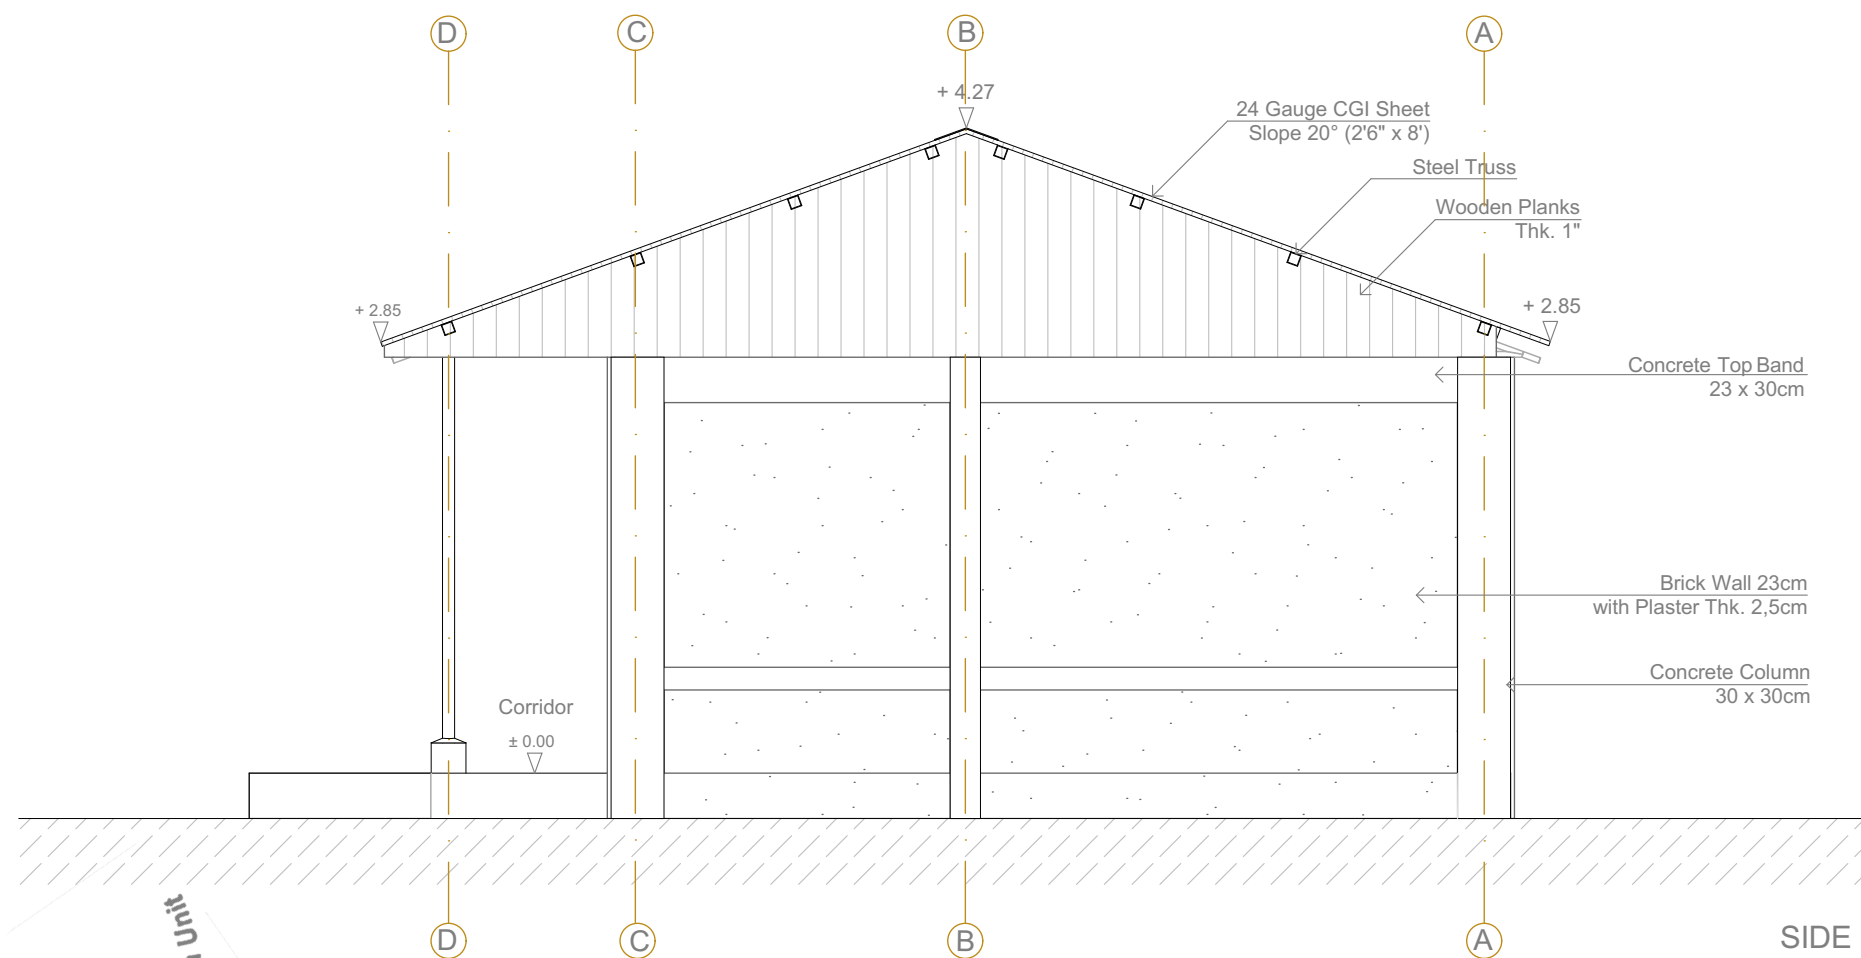 D C B A
+ 4.27
24 Gauge CGI Sheet
Slope 20° (2'6" x 8')
Steel Truss
Wooden Planks
Thk. 1"
+ 2.85
+ 2.85
Concrete Top Band
23 x 30cm
Brick Wall 23cm
with Plaster Thk. 2,5cm
Concrete Column
30 x 30cm
Corridor
± 0.00
Unit
D C B A
SIDE